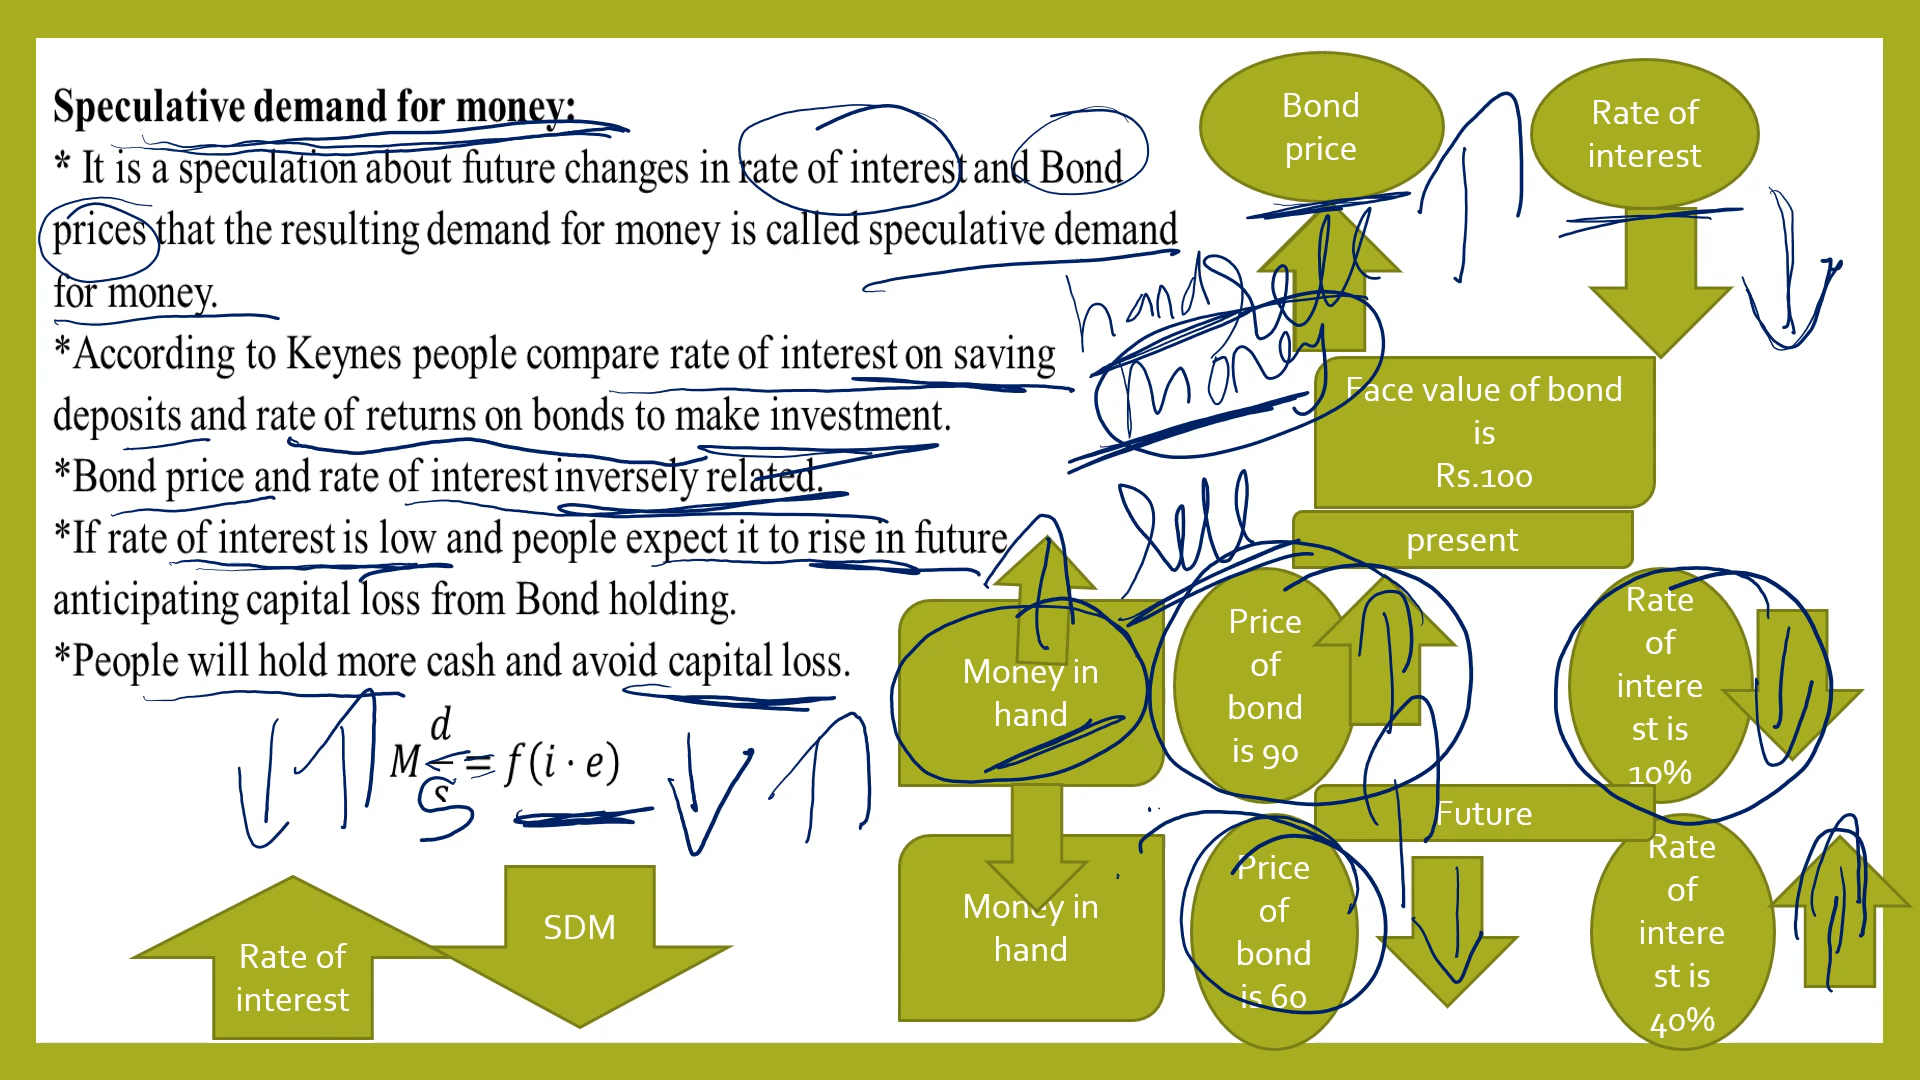 Speculative demand for money:
* It is a speculation about future changes in rate of interest and Bond
prices that the resulting demand for money is called speculative demand
for money.
*According to Keynes people compare rate of interest on saving
deposits and rate of returns on bonds to make investment.
*Bond price and rate of interest inversely related.
*If rate of interest is low and people expect it to rise in future
anticipating capital loss from Bond holding.
*People will hold more cash and avoid capital loss.
M d s = f(i · e)
S
Rate of
interest
SDM
Bond
price
Rate of
interest
hand sell
money
Face value of bond
is
Rs.100
sell
present
Money in
hand
Price
of
bond
is 90
Rate
of
intere
st is
10%
Future
Money in
hand
Price
of
bond
is 60
Rate
of
intere
st is
40%